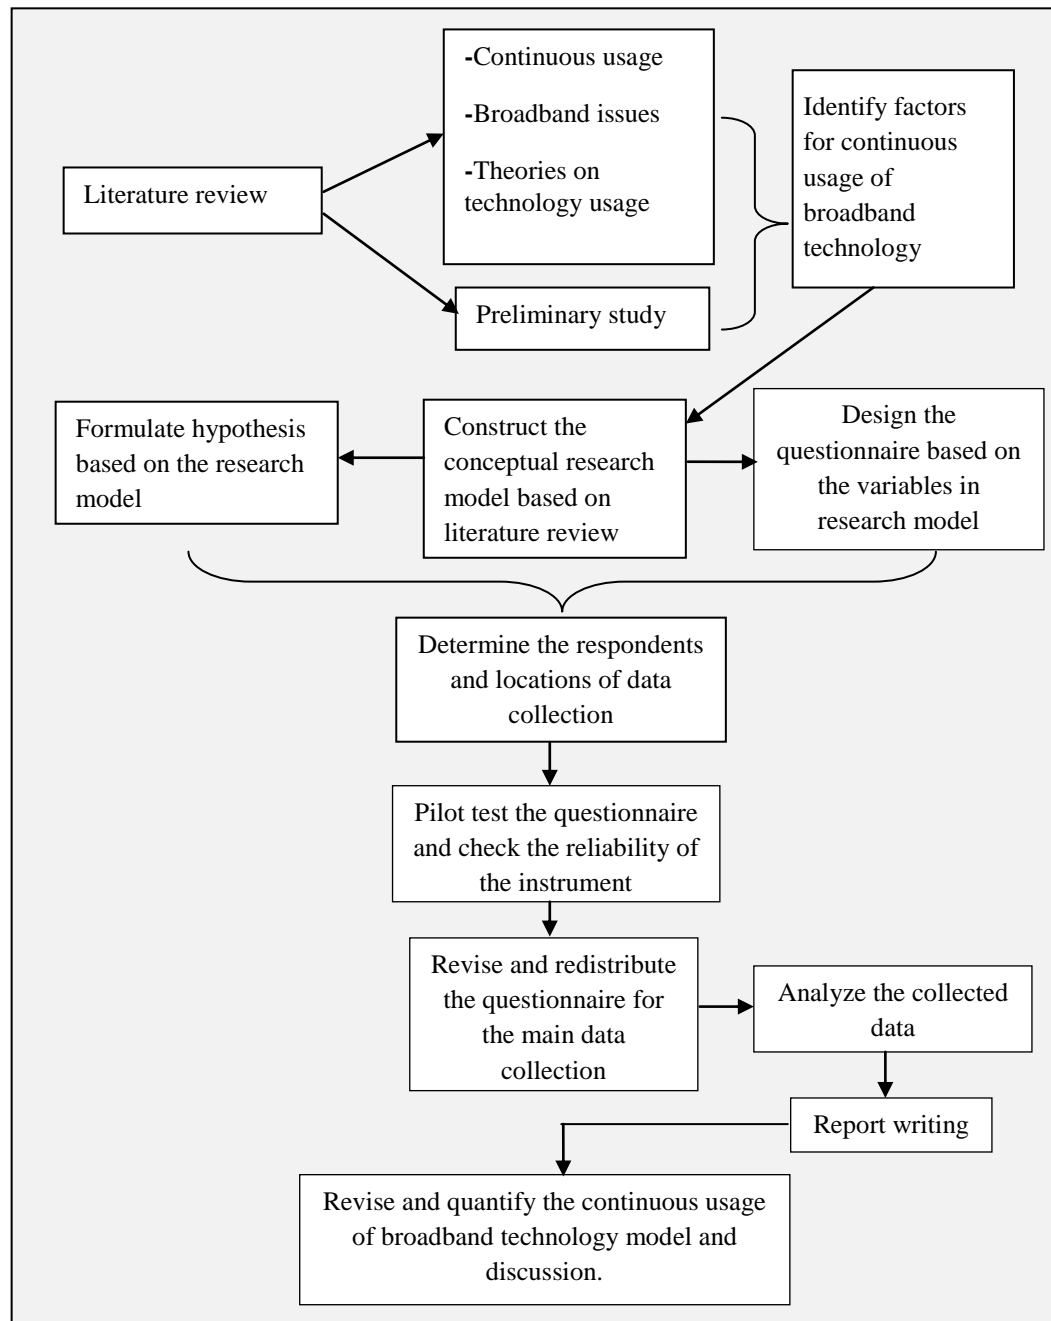 -Continuous usage
-Broadband issues
-Theories on
technology usage
Identify factors
for continuous
usage of
broadband
technology
Literature review
Preliminary study
Formulate hypothesis
based on the research
model
Construct the
conceptual research
model based on
literature review
Design the
questionnaire based on
the variables in
research model
Determine the respondents
and locations of data
collection
Pilot test the questionnaire
and check the reliability of
the instrument
Revise and redistribute
the questionnaire for
the main data
collection
Analyze the collected
data
Report writing
Revise and quantify the continuous usage
of broadband technology model and
discussion.